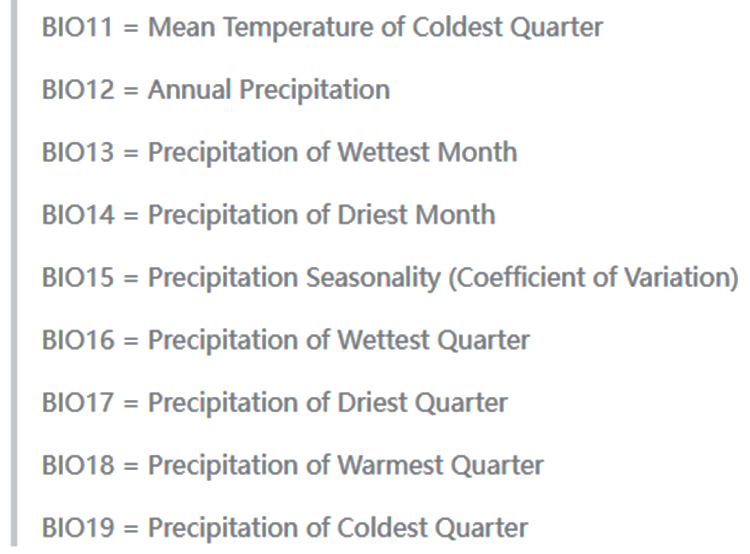 BIO11 = Mean Temperature of Coldest Quarter
BIO12 = Annual Precipitation
BIO13 = Precipitation of Wettest Month
BIO14 = Precipitation of Driest Month
BIO15 = Precipitation Seasonality (Coefficient of Variation)
BIO16 = Precipitation of Wettest Quarter
BIO17 = Precipitation of Driest Quarter
BIO18 = Precipitation of Warmest Quarter
BIO19 = Precipitation of Coldest Quarter